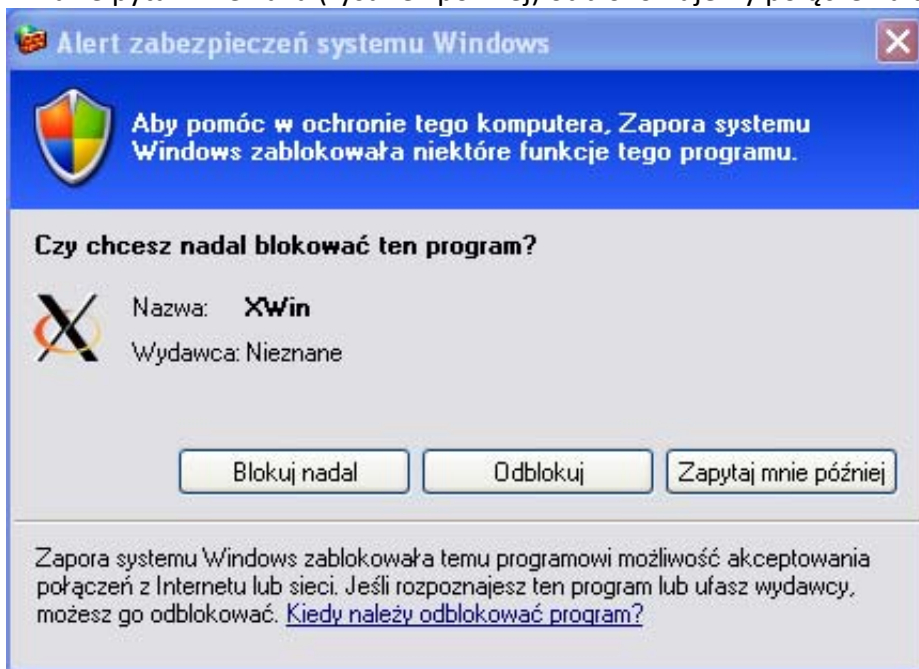 Alert zabezpieczeń systemu Windows
Aby pomóc w ochronie tego komputera, Zapora systemu
Windows zablokowała niektóre funkcje tego programu.
Czy chcesz nadal blokować ten program?
Nazwa: XWin
Wydawca: Nieznane
Blokuj nadal Odblokuj Zapytaj mnie później
Zapora systemu Windows zablokowała temu programowi możliwość akceptowania
połączeń z Internetu lub sieci. Jeśli rozpoznajesz ten program lub ufasz wydawcy,
możesz go odblokować. Kiedy należy odblokować program?